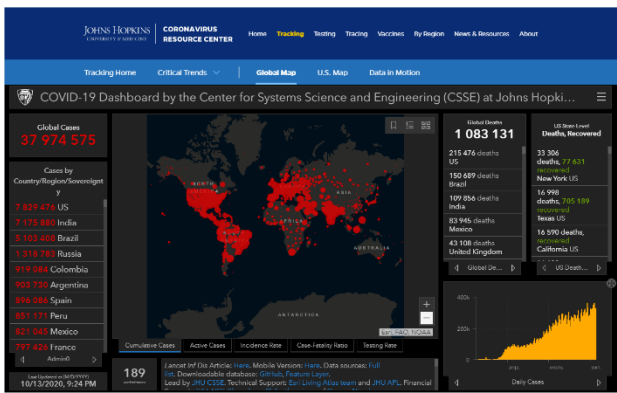 JOHNS HOPKINS
UNIVERSITY & MEDICINE
CORONAVIRUS
RESOURCE CENTER
Home Tracking Testing Tracing Vaccines By Region News & Resources About
Tracking Home Critical Trends Global Map U.S. Map Data in Motion
COVID-19 Dashboard by the Center for Systems Science and Engineering (CSSE) at Johns Hopki...
Global Cases
37 974 575
Cases by
Country/Region/Sovereignt
y
7 829 476 US
7 175 880 India
5 103 408 Brazil
1 318 783 Russia
919 084 Colombia
903 730 Argentina
896 086 Spain
851 171 Peru
821 045 Mexico
797 426 France
Admin0
Last Updated at (M/D/YYYY)
10/13/2020, 9:24 PM
NORTH
AMERICA
ASIA
AFRICA
SOUTH
AMERICA
AUSTRALIA
ANTARCTICA
+
−
Esri, FAO, NOAA
Cumulative Cases Active Cases Incidence Rate Case-Fatality Ratio Testing Rate
189
Lancet Inf Dis Article: Here. Mobile Version: Here. Data sources: Full
list. Downloadable database: GitHub, Feature Layer.
Lead by JHU CSSE. Technical Support: Esri Living Atlas team and JHU APL. Financial
Global Deaths
1 083 131
215 476 deaths
US
150 689 deaths
Brazil
109 856 deaths
India
83 945 deaths
Mexico
43 108 deaths
United Kingdom
Global De...
US State Level
Deaths, Recovered
33 306
deaths, 77 631
recovered
New York US
16 998
deaths, 705 189
recovered
Texas US
16 590 deaths,
recovered
California US
US Death...
400k
200k
0
Daily Cases